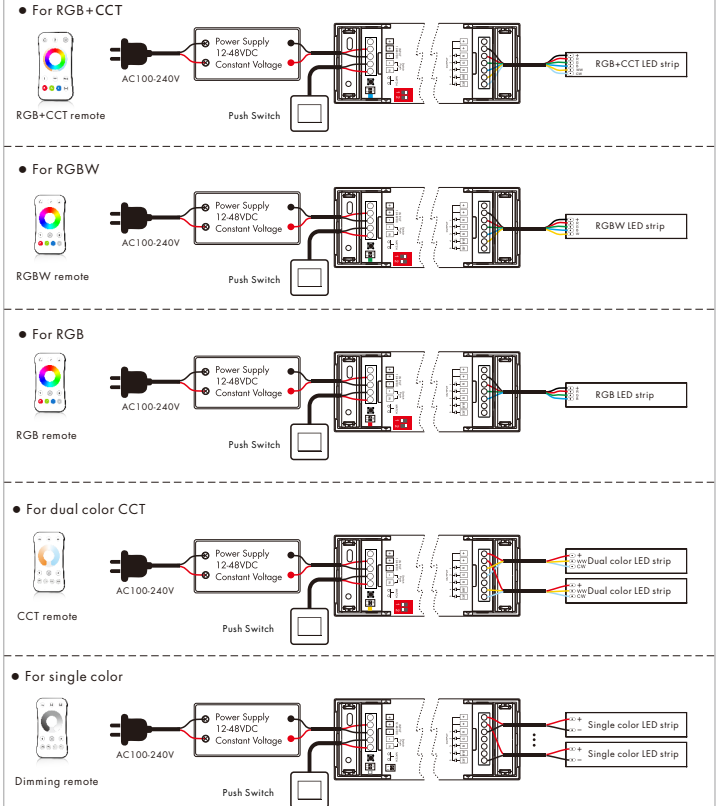 ● For RGB+CCT
Power Supply
12-48VDC
Constant Voltage
AC100-240V
RGB+CCT LED strip
RGB+CCT remote
Push Switch
● For RGBW
Power Supply
12-48VDC
Constant Voltage
AC100-240V
RGBW LED strip
RGBW remote
Push Switch
● For RGB
Power Supply
12-48VDC
Constant Voltage
AC100-240V
RGB LED strip
RGB remote
Push Switch
● For dual color CCT
Power Supply
12-48VDC
Constant Voltage
AC100-240V
+
WW Dual color LED strip
CW
+
WW Dual color LED strip
CW
CCT remote
Push Switch
● For single color
Power Supply
12-48VDC
Constant Voltage
AC100-240V
+
Single color LED strip
−
+
Single color LED strip
−
Dimming remote
Push Switch